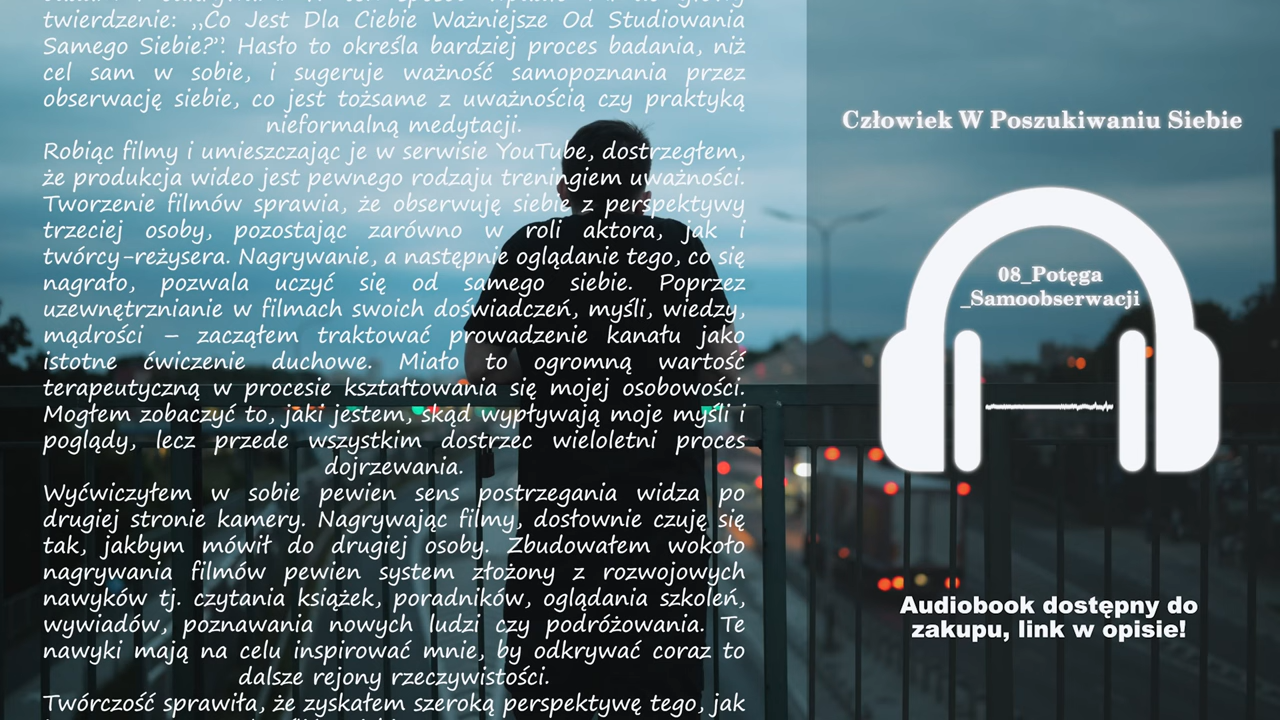 twierdzenie: ,,Co Jest Dla Ciebie Ważniejsze Od Studiowania
Samego Siebie?”. Hasło to określa bardziej proces badania, niż
cel sam w sobie, i sugeruje ważność samopoznania przez
obserwację siebie, co jest tożsame z uważnością czy praktyką
nieformalną medytacji.
Robiąc filmy i umieszczając je w serwisie YouTube, dostrzegłem,
że produkcja wideo jest pewnego rodzaju treningiem uważności.
Tworzenie filmów sprawia, że obserwuję siebie z perspektywy
trzeciej osoby, pozostając zarówno w roli aktora, jak i
twórcy-reżysera. Nagrywanie, a następnie oglądanie tego, co się
nagrało, pozwala uczyć się od samego siebie. Poprzez
uzewnętrznianie w filmach swoich doświadczeń, myśli, wiedzy,
mądrości – zacząłem traktować prowadzenie kanału jako
istotne ćwiczenie duchowe. Miało to ogromną wartość
terapeutyczną w procesie kształtowania się mojej osobowości.
Mogłem zobaczyć to, jaki jestem, skąd wypływają moje myśli i
poglądy, lecz przede wszystkim dostrzec wieloletni proces
dojrzewania.
Wyćwiczyłem w sobie pewien sens postrzegania widza po
drugiej stronie kamery. Nagrywając filmy, dosłownie czuję się
tak, jakbym mówił do drugiej osoby. Zbudowałem wokoło
nagrywania filmów pewien system złożony z rozwojowych
nawyków tj. czytania książek, poradników, oglądania szkoleń,
wywiadów, poznawania nowych ludzi czy podróżowania. Te
nawyki mają na celu inspirować mnie, by odkrywać coraz to
dalsze rejony rzeczywistości.
Twórczość sprawiła, że zyskałem szeroką perspektywę tego, jak
Człowiek W Poszukiwaniu Siebie
08_Potęga
_Samoobserwacji
Audiobook dostępny do
zakupu, link w opisie!